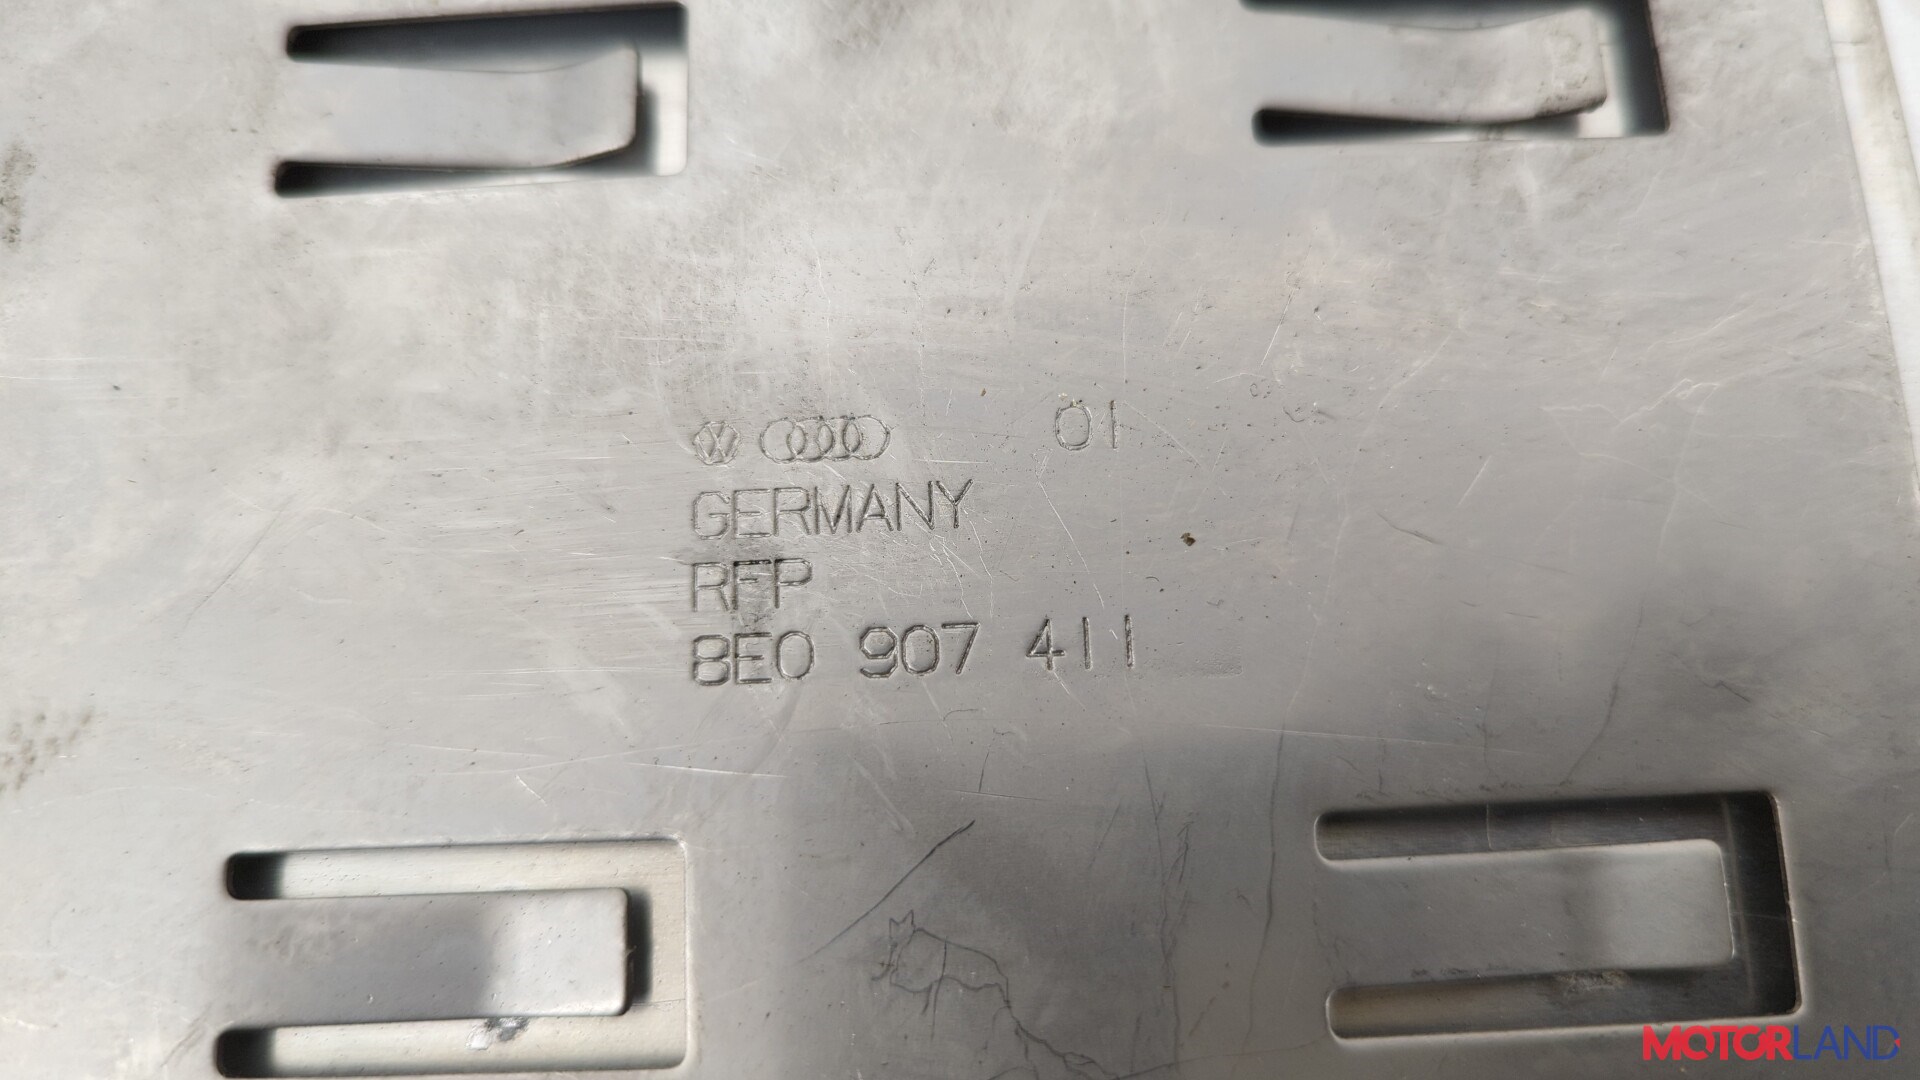 01
GERMANY
RFP
8E0 907 411
MOTORLAND